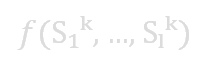 𝑓(S₁ᵏ, …, Sₗᵏ)